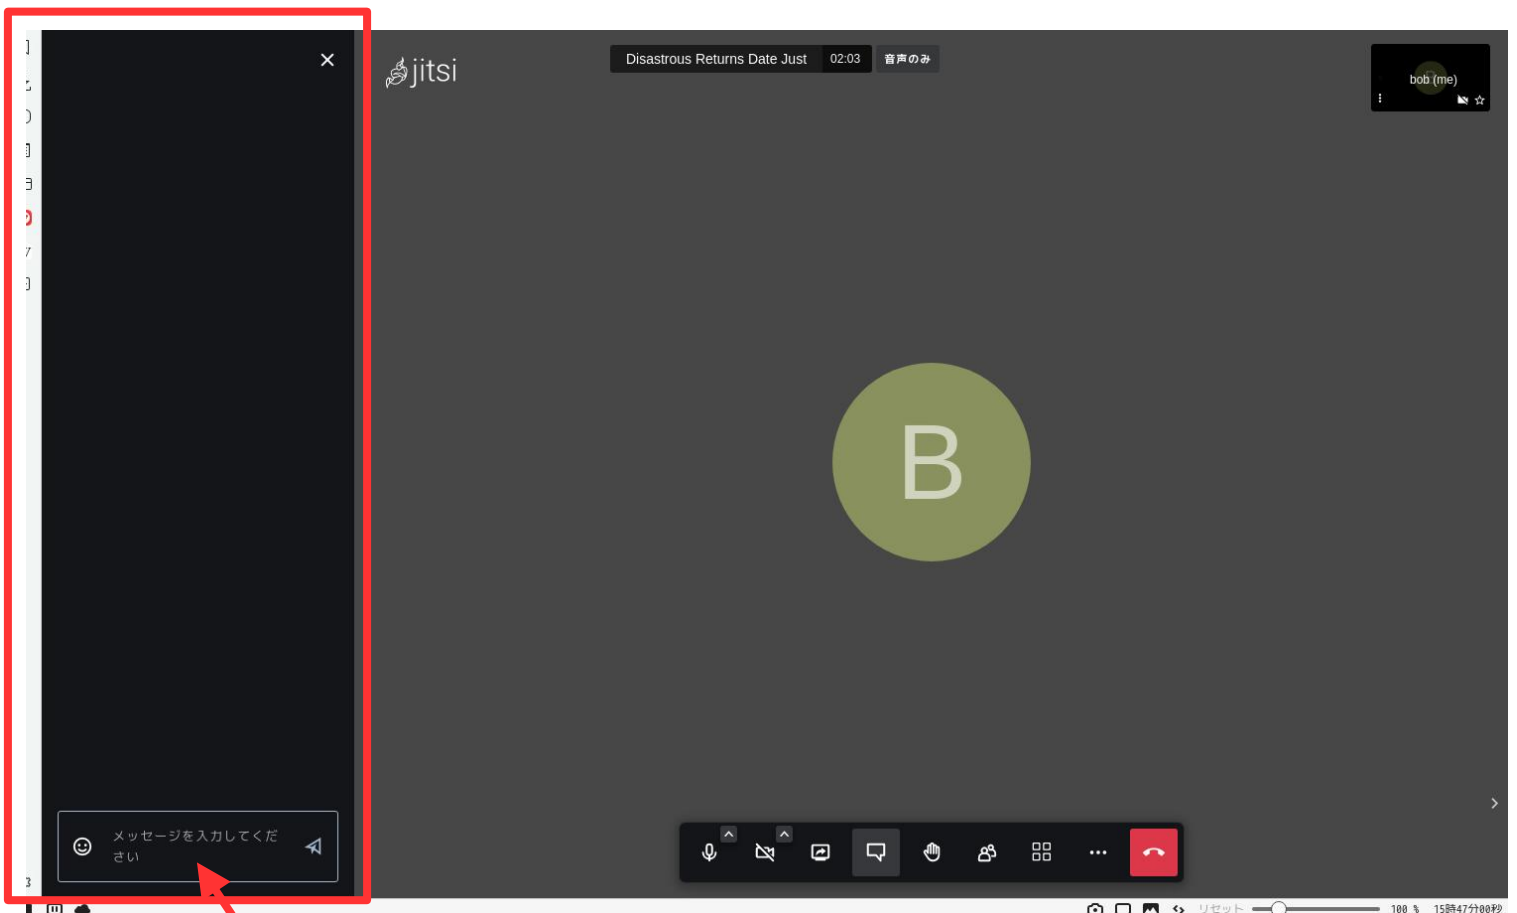 jitsi
Disastrous Returns Date Just 02:03 音声のみ
bob (me)
B
メッセージを入力してくだ
さい
リセット 100 % 15時47分00秒